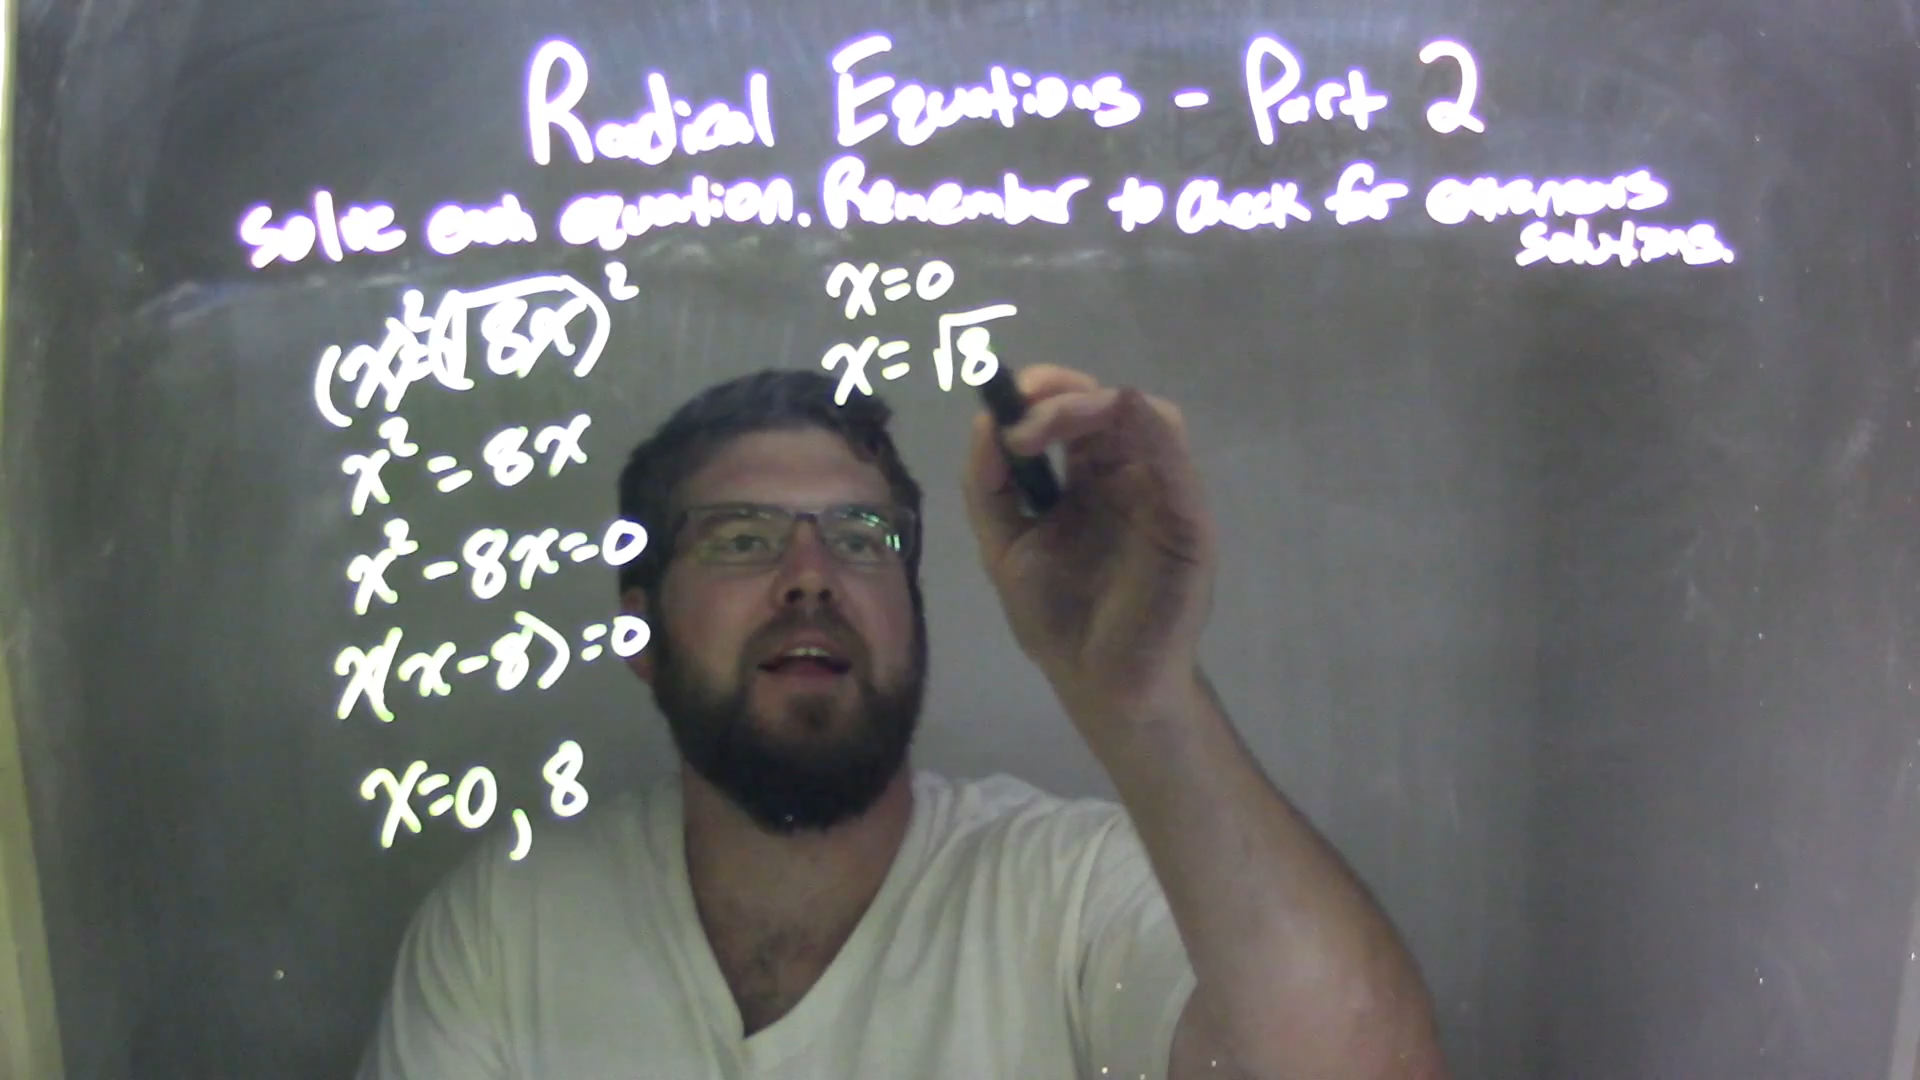 Radical Equations - Part 2
Solve each equation. Remember to check for extraneous
solutions.
(x)²=(√8x)²
x² = 8x
x² - 8x = 0
x(x - 8) = 0
x = 0, 8
x = 0
x = √8